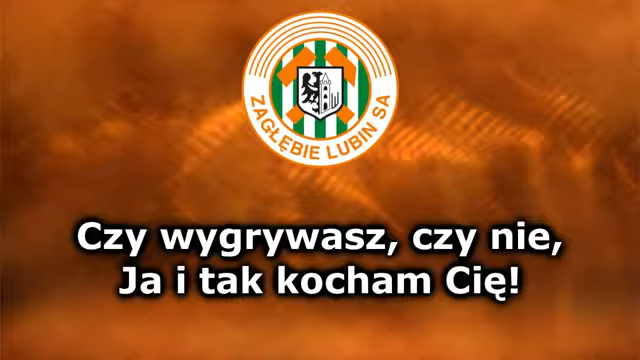 ZAGŁĘBIE LUBIN SA
Czy wygrywasz, czy nie,
Ja i tak kocham Cię!